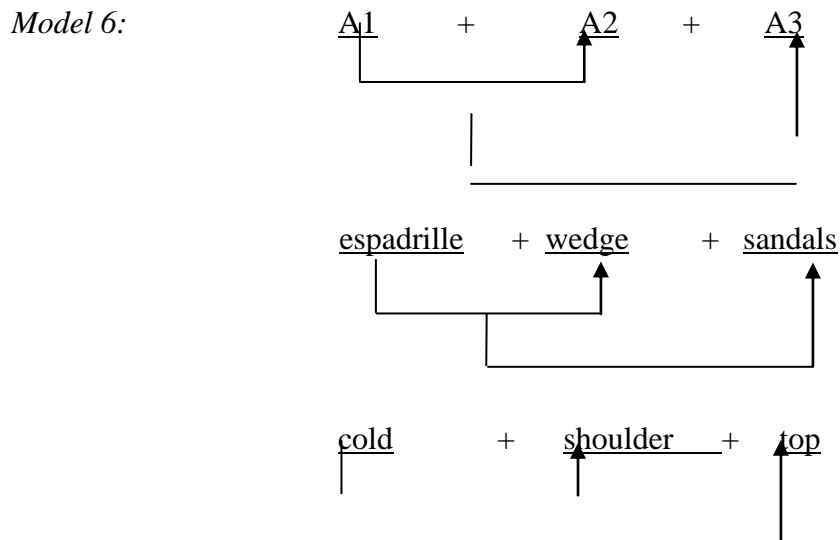 Model 6: A1 + A2 + A3
espadrille + wedge + sandals
cold + shoulder + top